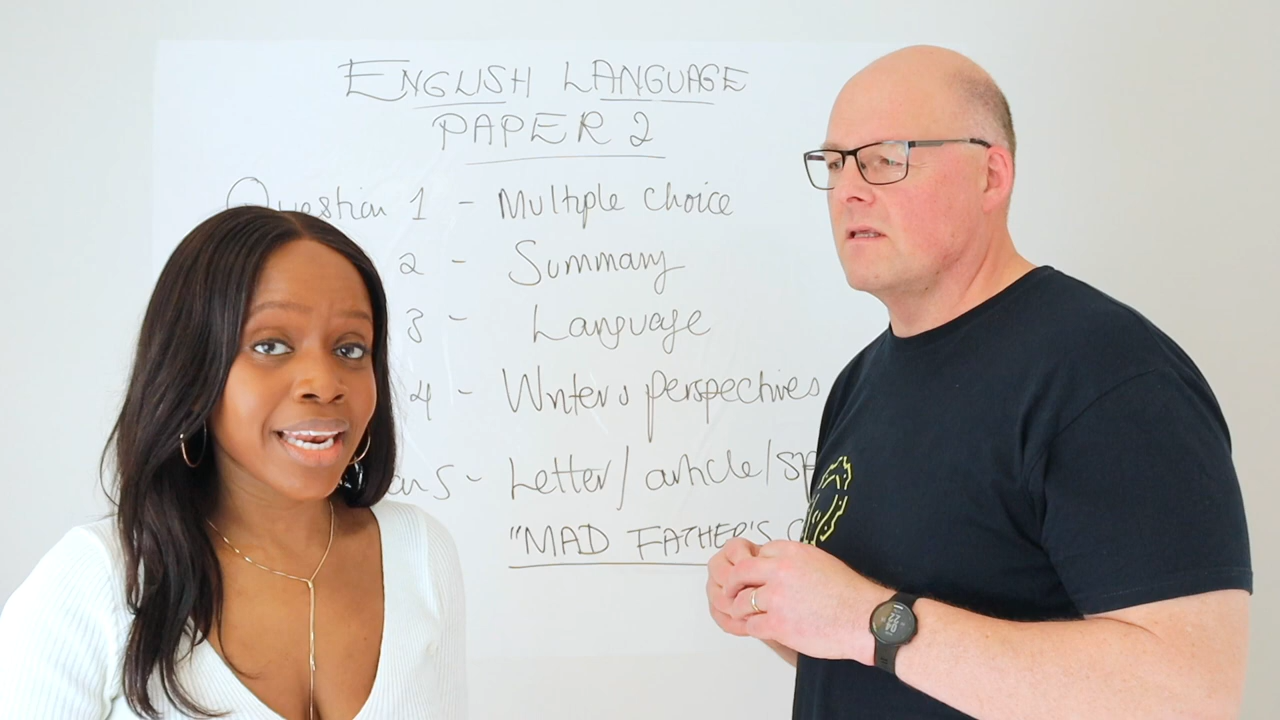 ENGLISH LANGUAGE
PAPER 2
Question 1 - Multiple Choice
2 - Summary
3 - Language
4 - Writer's perspectives
5 - Letter/article/
"MAD FATHER'S